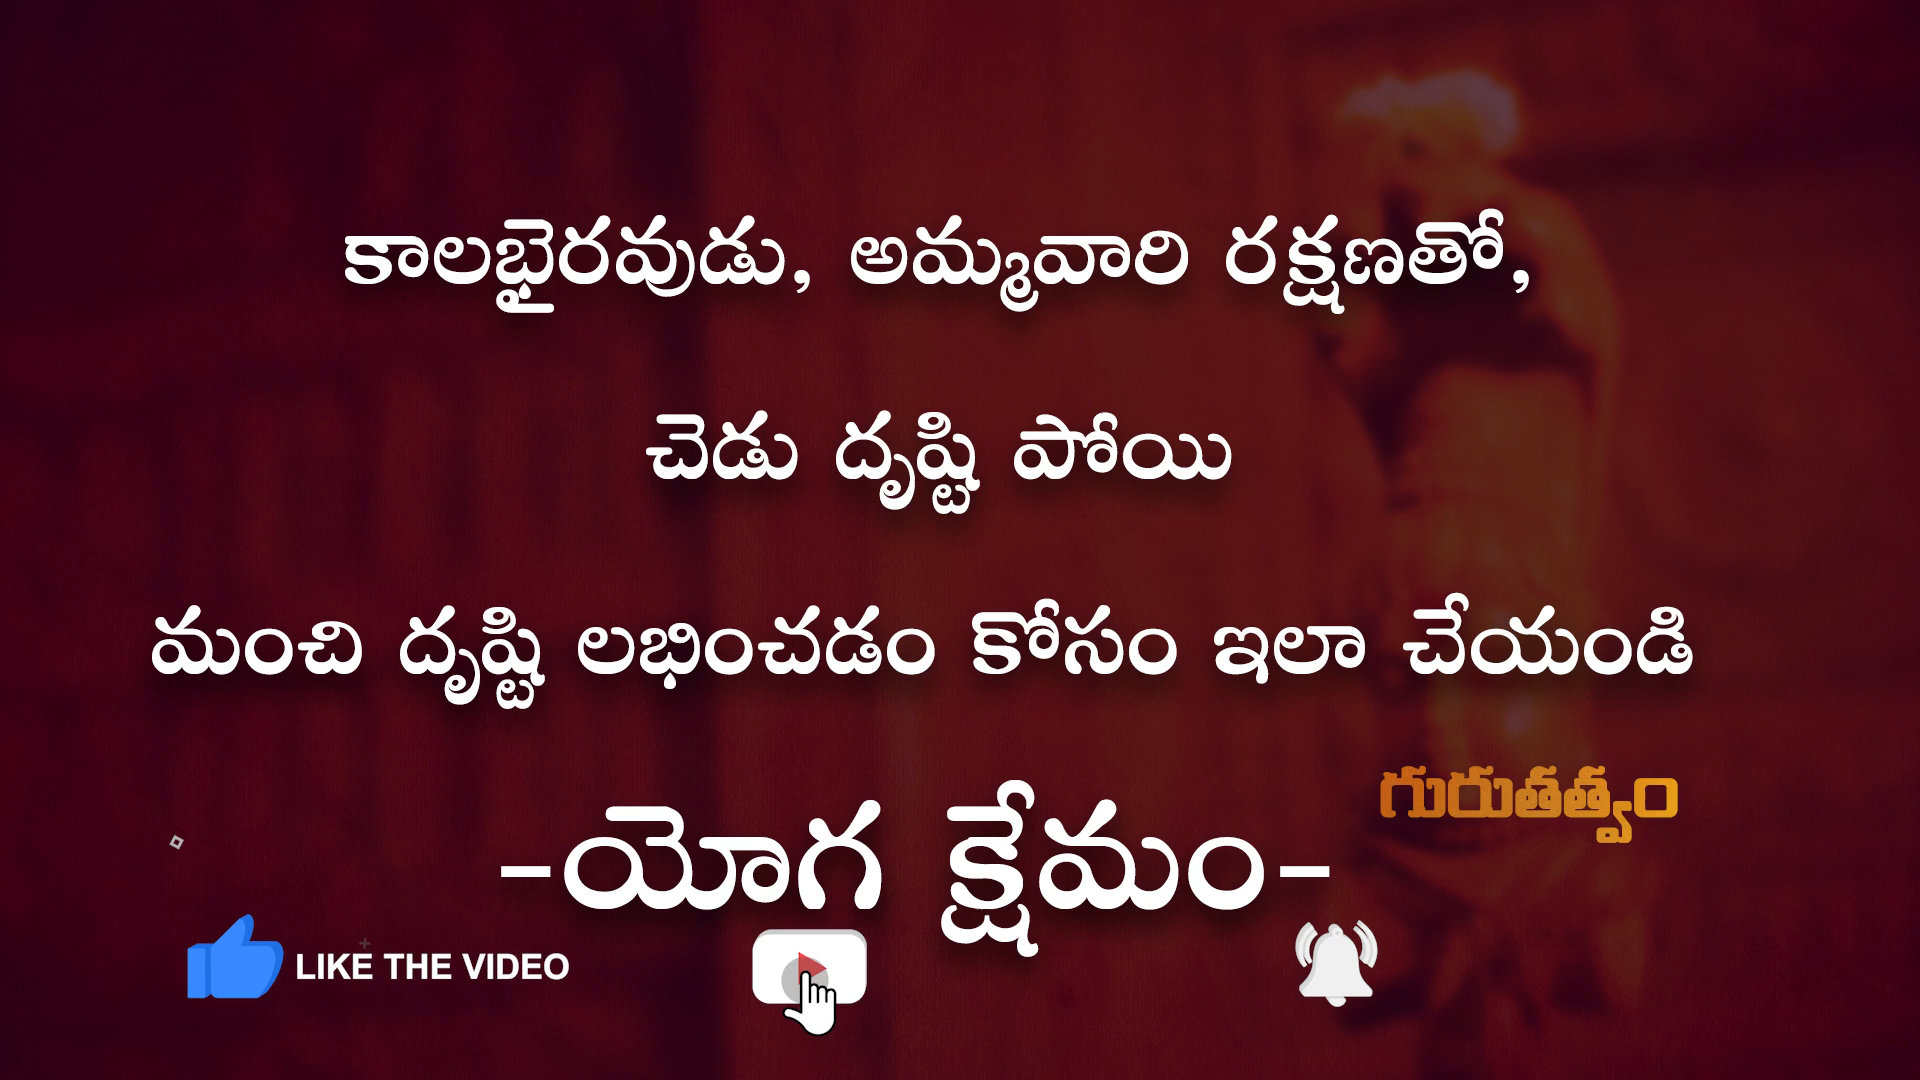 కాలభైరవుడు, అమ్మవారి రక్షణతో,
చెడు దృష్టి పోయి
మంచి దృష్టి లభించడం కోసం ఇలా చేయండి
గురుతత్వం
-యోగ క్షేమం-
LIKE THE VIDEO